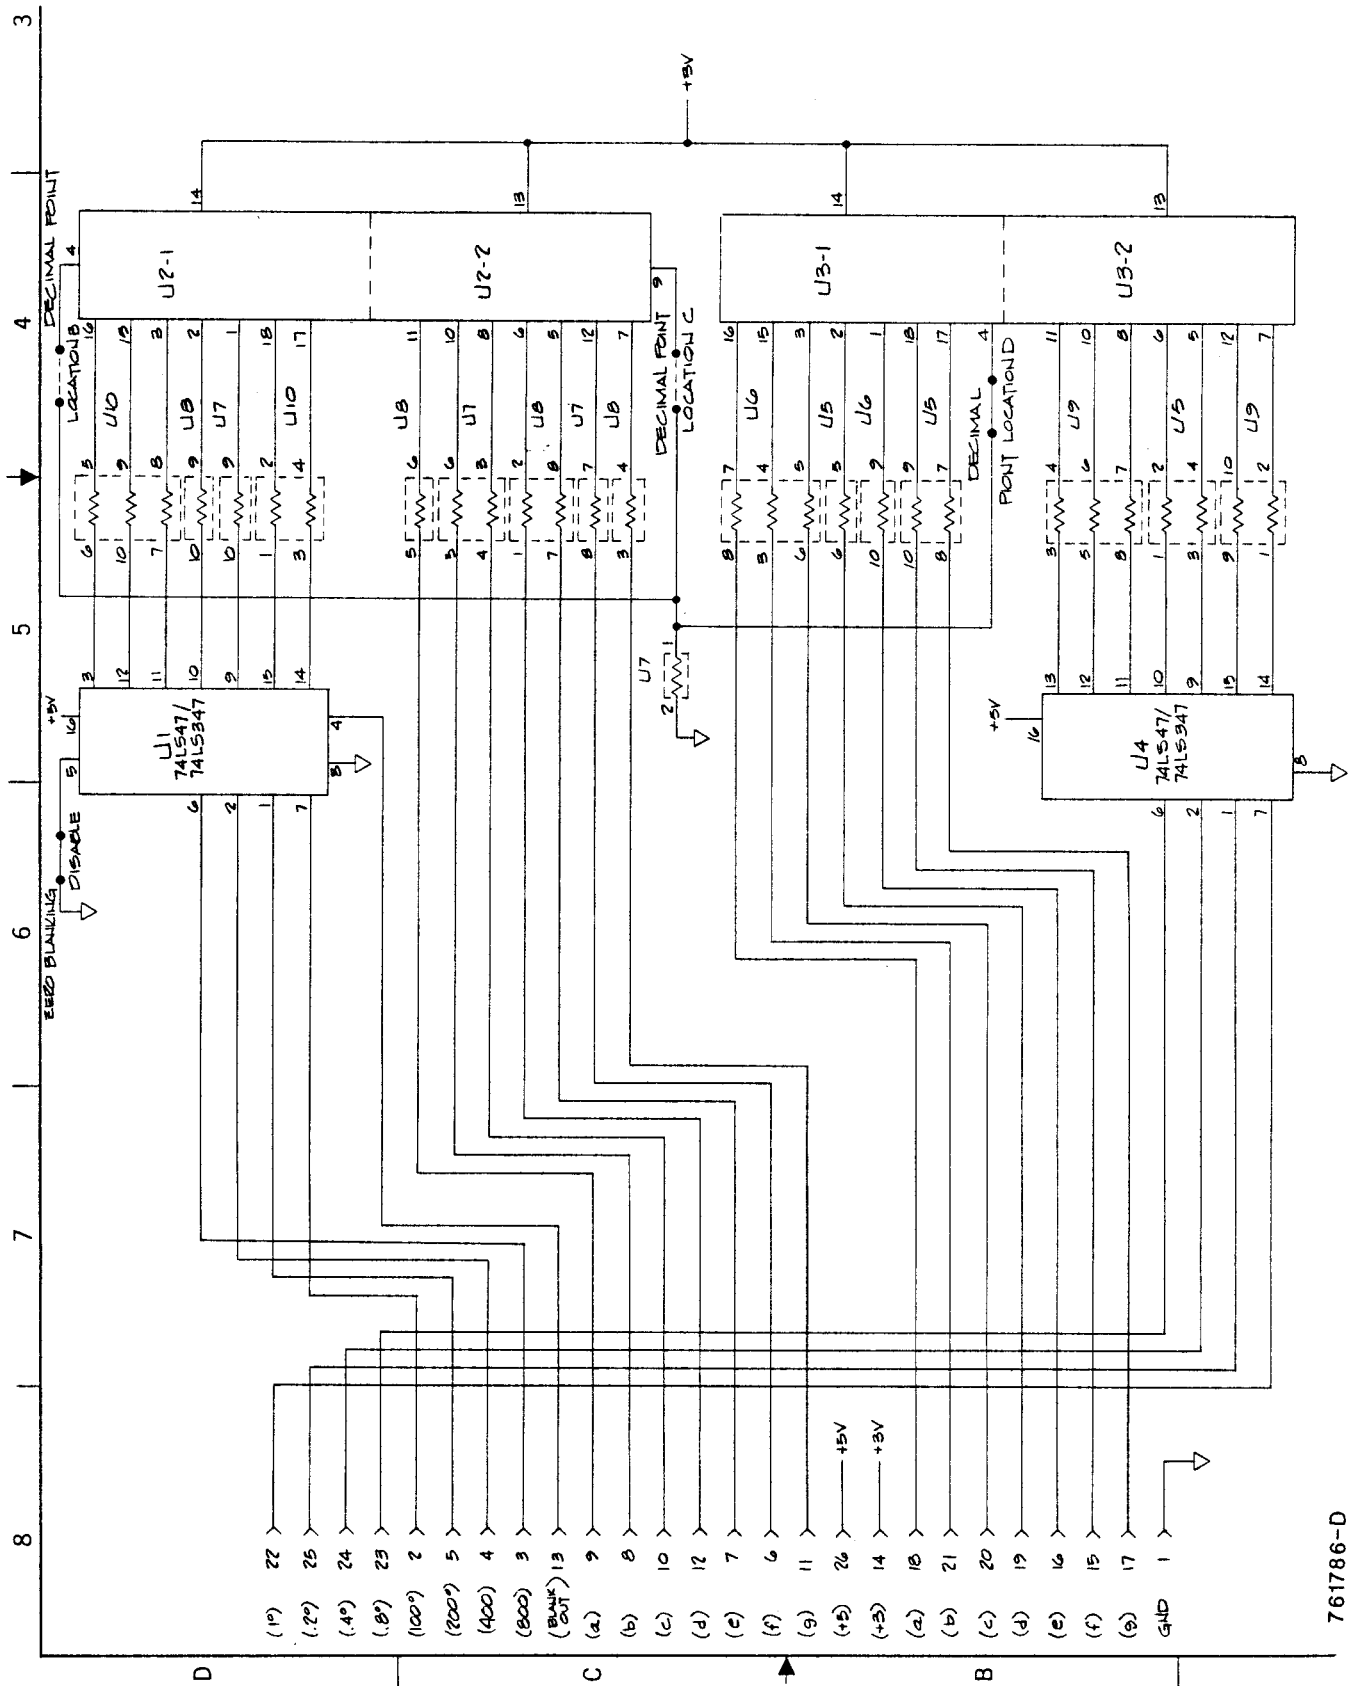 3
4
5
6
7
8
D
C
B
DECIMAL POINT
LOCATION B
4
14
U2-1
U2-2
13
+3V
16
15
3
2
1
18
17
U10
U8
U7
U10
5
9
8
9
9
2
4
6
10
7
10
10
1
3
11
10
8
6
5
12
7
9
U8
U7
U8
U7
U8
6
6
3
2
8
7
4
5
5
4
1
7
8
3
DECIMAL POINT
LOCATION C
14
U3-1
U3-2
13
16
15
3
2
1
18
17
4
U6
U5
U6
U5
7
4
5
5
9
9
7
8
3
6
6
10
10
8
DECIMAL
PIONT LOCATION D
11
10
8
6
5
12
7
U9
U5
U9
4
6
7
2
4
10
2
3
5
8
1
3
9
1
U7
1
2
+5V
16
5
U1
74LS47/
74LS347
3
12
11
10
9
15
14
4
8
6
2
1
7
ZERO BLANKING
DISABLE
+5V
16
U4
74LS47/
74LS347
13
12
11
10
9
15
14
8
6
2
1
7
(.1°) 22
(.2°) 25
(.4°) 24
(.8°) 23
(100°) 2
(200°) 5
(400) 4
(800) 3
(BLANK OUT) 13
(a) 9
(b) 8
(c) 10
(d) 12
(e) 7
(f) 6
(g) 11
(+5) 26 +5V
(+3) 14 +3V
(a) 18
(b) 21
(c) 20
(d) 19
(e) 16
(f) 15
(g) 17
GND 1
761786-D